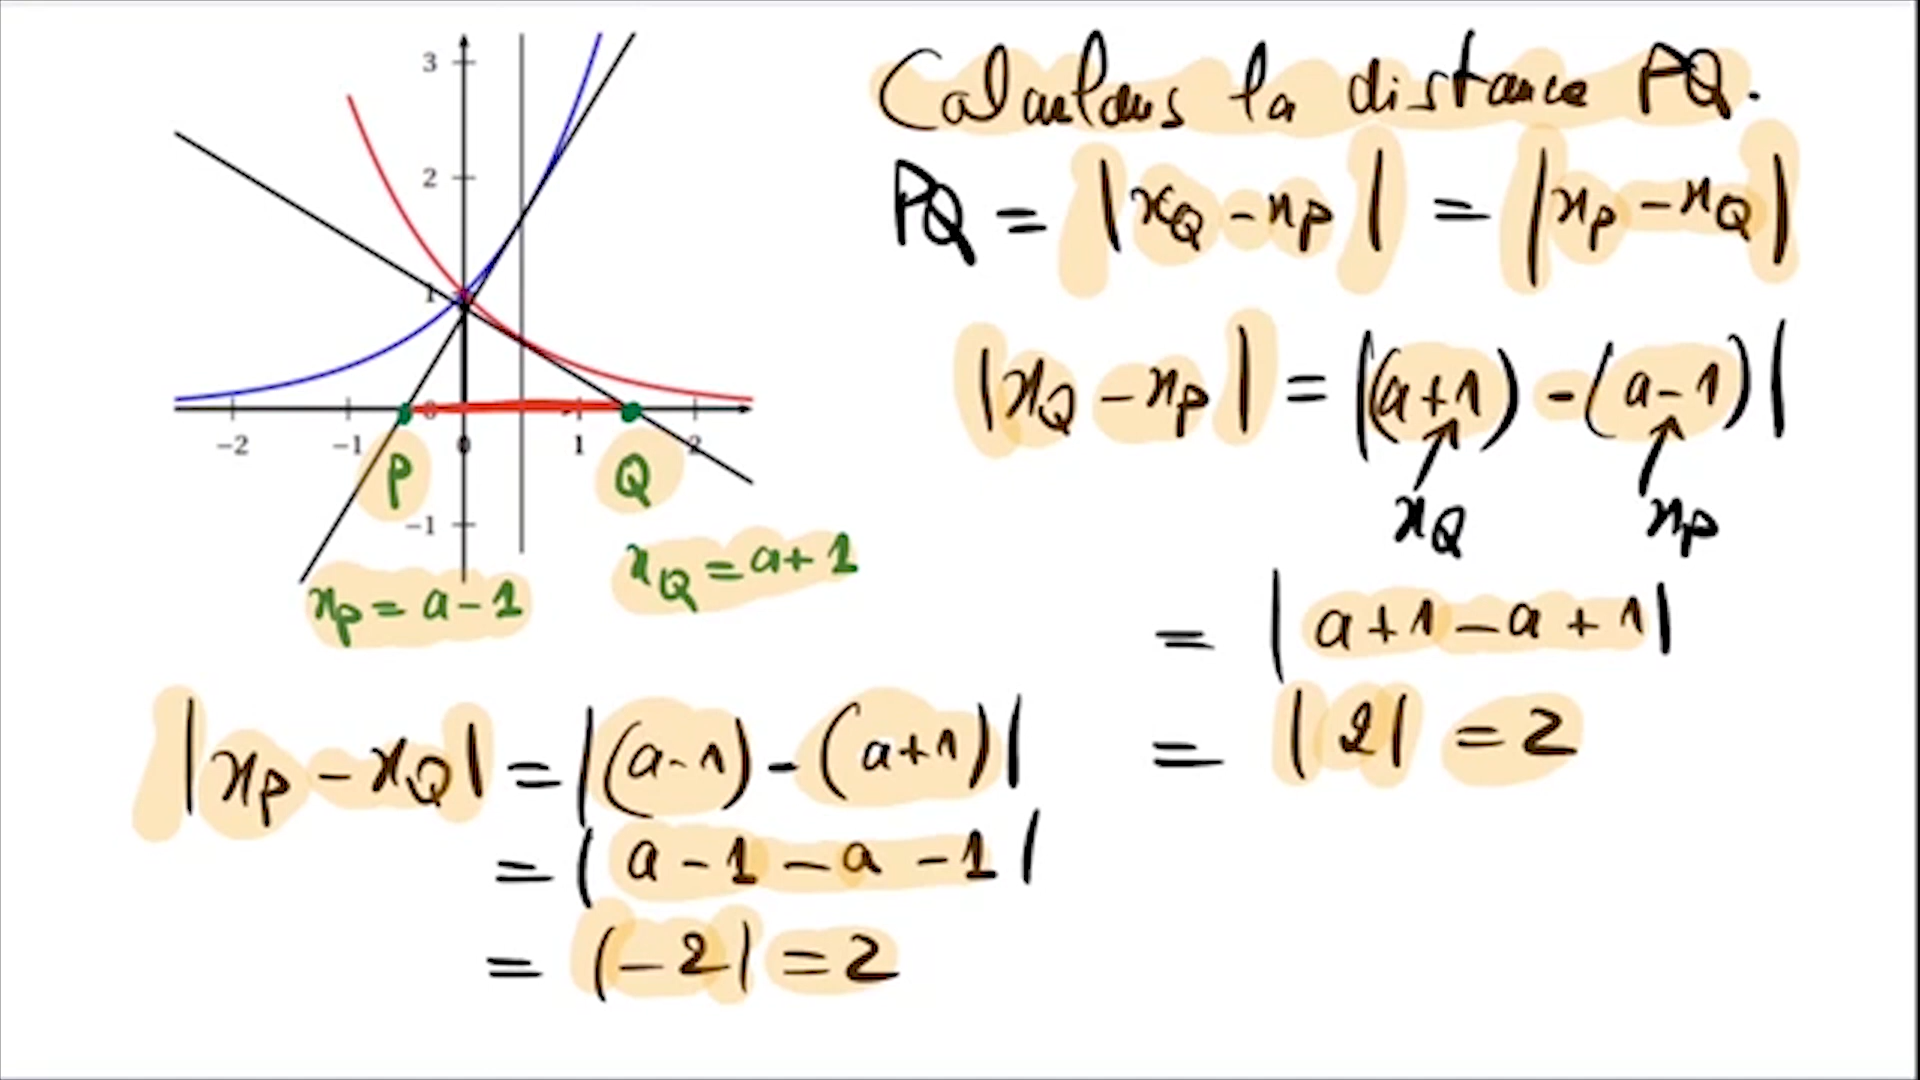 3
2
1
0
-2 -1 0 1 2
-1
P
Q
x_P = a - 1
x_Q = a + 1
Calculons la distance PQ.
PQ = |x_Q - x_P| = |x_P - x_Q|
|x_Q - x_P| = |(a+1) - (a-1)|
x_Q x_P
= |a+1 - a+1|
= |2| = 2
|x_P - x_Q| = |(a-1) - (a+1)|
= |a - 1 - a - 1|
= |-2| = 2